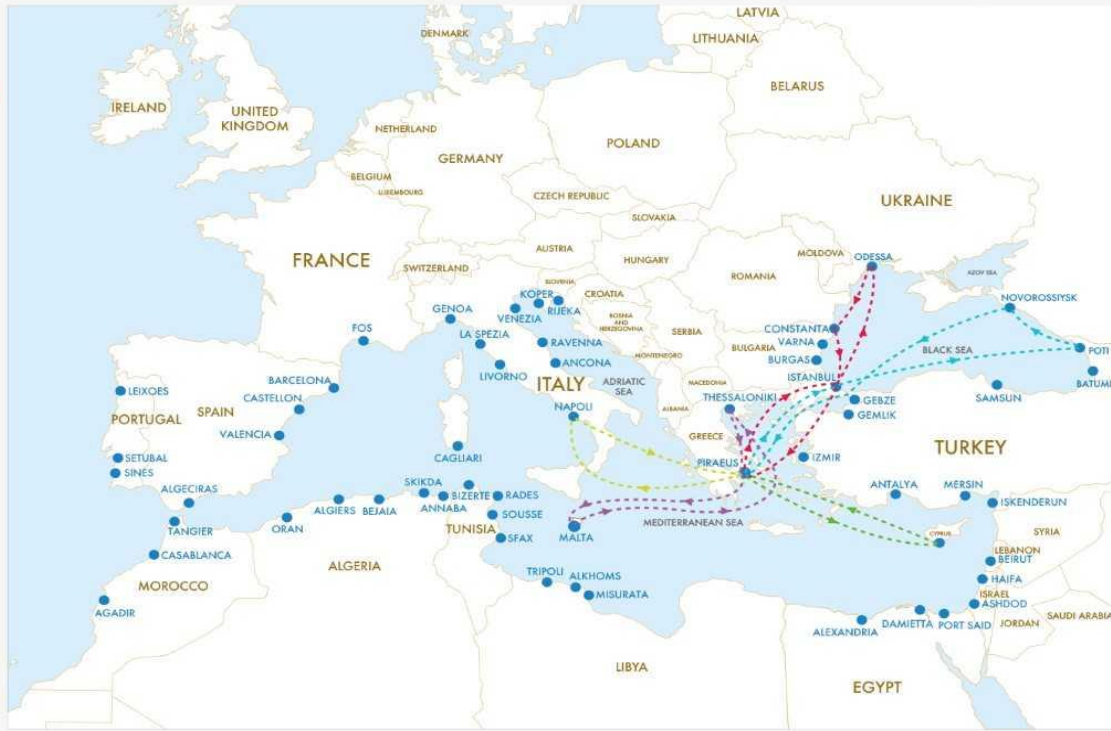 LATVIA
DENMARK
LITHUANIA
BELARUS
IRELAND
UNITED
KINGDOM
NETHERLAND
POLAND
GERMANY
BELGIUM
LUXEMBOURG
CZECH REPUBLIC
UKRAINE
SLOVAKIA
AUSTRIA
MOLDOVA
ODESSA
FRANCE
SWITZERLAND
HUNGARY
ROMANIA
AZOV SEA
SLOVENIA
KOPER
CROATIA
RIJEKA
NOVOROSSIYSK
GENOA
VENEZIA
BOSNIA
AND
HERZEGOVINA
SERBIA
CONSTANTA
FOS
LA SPEZIA
RAVENNA
VARNA
BULGARIA
BLACK SEA
POTI
MONTENEGRO
BURGAS
ANCONA
LIVORNO
ISTANBUL
BATUMI
BARCELONA
ITALY
ADRIATIC
SEA
MACEDONIA
THESSALONIKI
SAMSUN
LEIXOES
CASTELLON
GEBZE
ALBANIA
NAPOLI
GEMLIK
PORTUGAL
SPAIN
VALENCIA
GREECE
TURKEY
SETUBAL
CAGLIARI
PIRAEUS
IZMIR
SINES
SKIKDA
ALGECIRAS
BIZERTE
RADES
ANTALYA
MERSIN
ISKENDERUN
ALGIERS
BEJAIA
ANNABA
SOUSSE
TANGIER
ORAN
TUNISIA
MEDITERRANEAN SEA
CYPRUS
SYRIA
MALTA
SFAX
CASABLANCA
LEBANON
BEIRUT
ALGERIA
MOROCCO
TRIPOLI
ALKHOMS
HAIFA
MISURATA
ISRAEL
ASHDOD
AGADIR
ALEXANDRIA
DAMIETTA
PORT SAID
JORDAN
SAUDI ARABIA
LIBYA
EGYPT